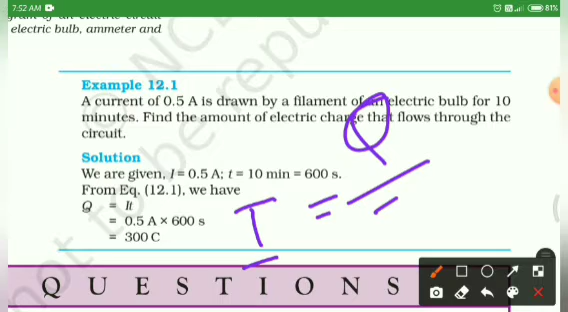 7:52 AM
81%
electric bulb, ammeter and
Example 12.1
A current of 0.5 A is drawn by a filament of an electric bulb for 10
minutes. Find the amount of electric charge that flows through the
circuit.
Solution
We are given, I = 0.5 A; t = 10 min = 600 s.
From Eq. (12.1), we have
Q = It
= 0.5 A × 600 s
= 300 C
I = Q
QUESTIONS